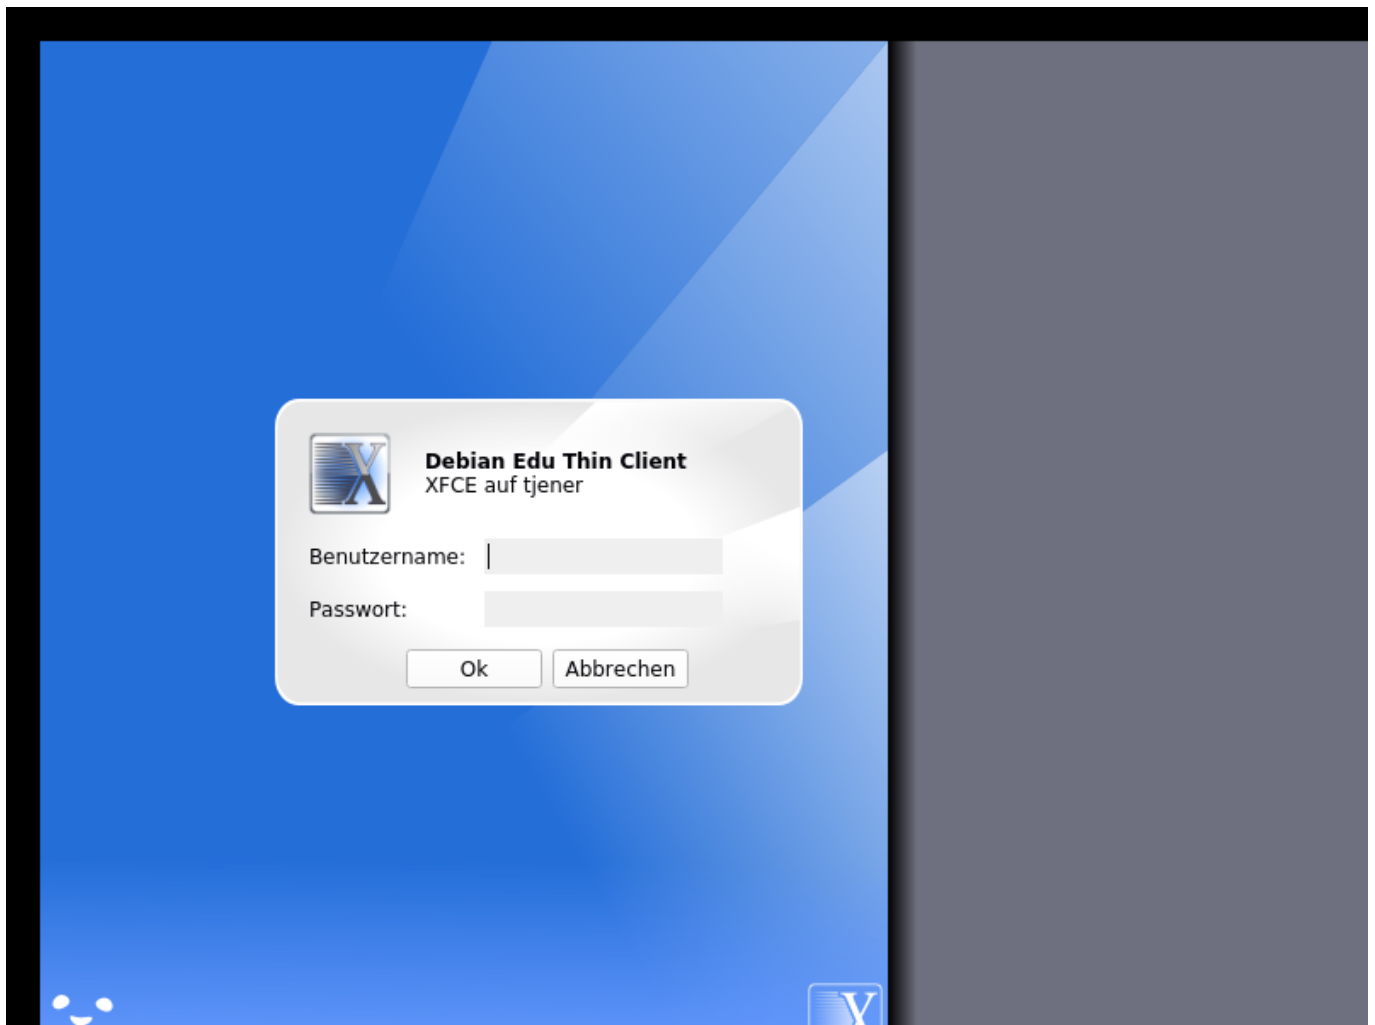 Debian Edu Thin Client
XFCE auf tjener
Benutzername:
Passwort:
Ok Abbrechen